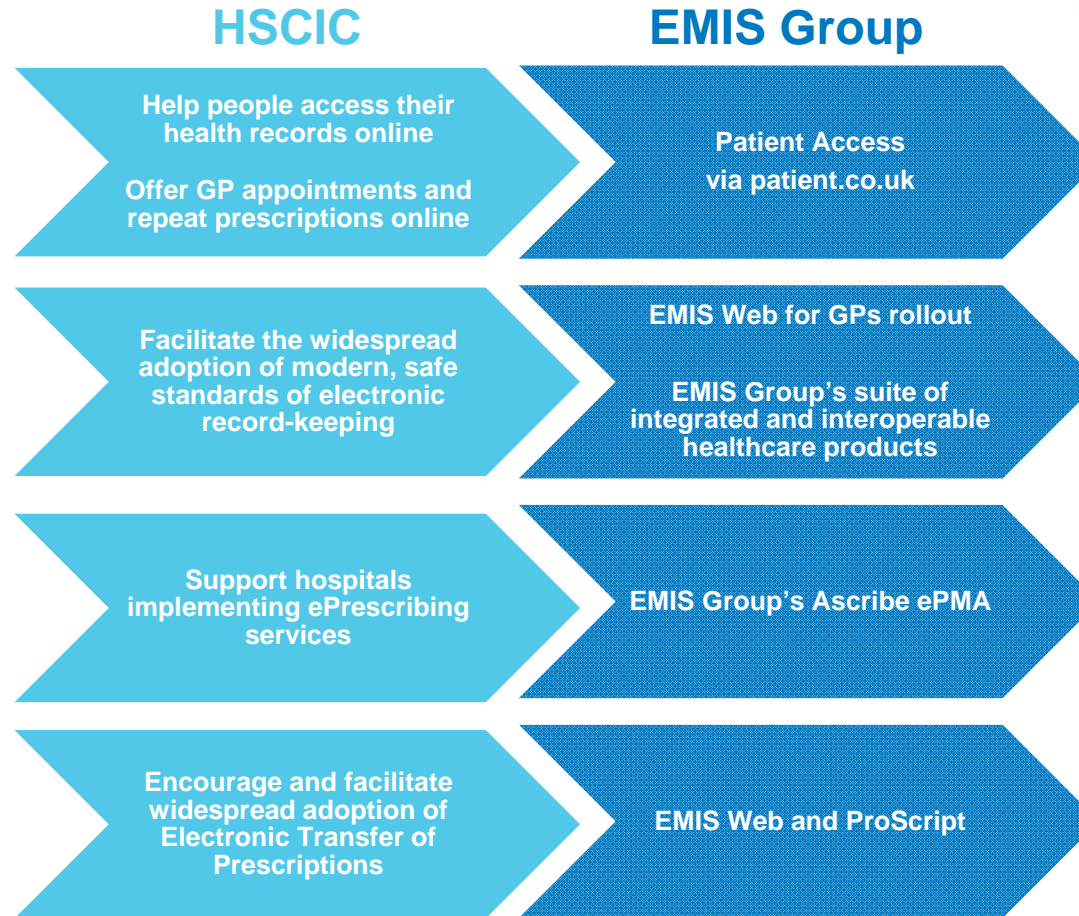 HSCIC
EMIS Group
Help people access their
health records online
Offer GP appointments and
repeat prescriptions online
Patient Access
via patient.co.uk
Facilitate the widespread
adoption of modern, safe
standards of electronic
record-keeping
EMIS Web for GPs rollout
EMIS Group’s suite of
integrated and interoperable
healthcare products
Support hospitals
implementing ePrescribing
services
EMIS Group’s Ascribe ePMA
Encourage and facilitate
widespread adoption of
Electronic Transfer of
Prescriptions
EMIS Web and ProScript